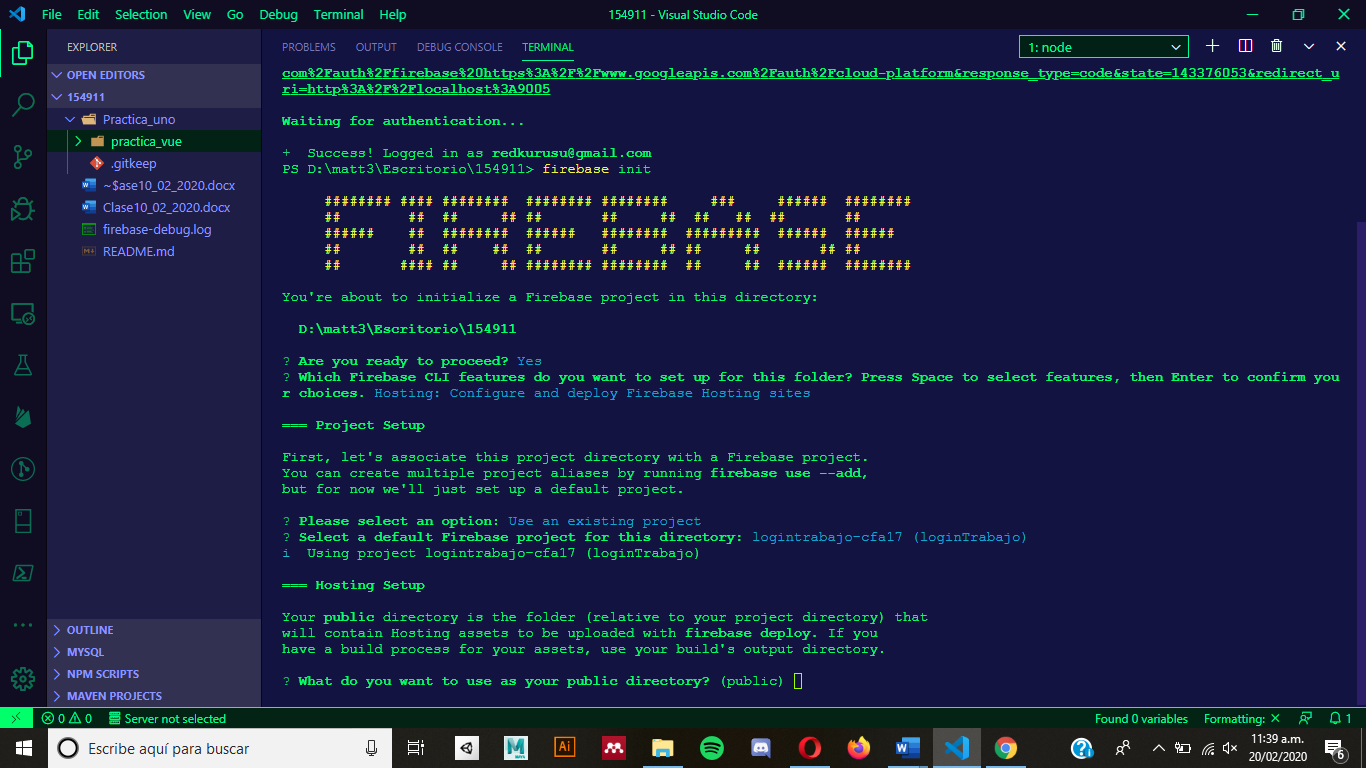 File Edit Selection View Go Debug Terminal Help
154911 - Visual Studio Code
EXPLORER
OPEN EDITORS
154911
Practica_uno
practica_vue
.gitkeep
~$ase10_02_2020.docx
Clase10_02_2020.docx
firebase-debug.log
README.md
OUTLINE
MYSQL
NPM SCRIPTS
MAVEN PROJECTS
PROBLEMS OUTPUT DEBUG CONSOLE TERMINAL
1: node
com%2Fauth%2Ffirebase%20https%3A%2F%2Fwww.googleapis.com%2Fauth%2Fcloud-platform&response_type=code&state=143376053&redirect_u
ri=http%3A%2F%2Flocalhost%3A9005
Waiting for authentication...
+ Success! Logged in as redkurusu@gmail.com
PS D:\matt3\Escritorio\154911> firebase init
FIREBASE
You're about to initialize a Firebase project in this directory:
D:\matt3\Escritorio\154911
? Are you ready to proceed? Yes
? Which Firebase CLI features do you want to set up for this folder? Press Space to select features, then Enter to confirm you
r choices. Hosting: Configure and deploy Firebase Hosting sites
=== Project Setup
First, let's associate this project directory with a Firebase project.
You can create multiple project aliases by running firebase use --add,
but for now we'll just set up a default project.
? Please select an option: Use an existing project
? Select a default Firebase project for this directory: logintrabajo-cfa17 (loginTrabajo)
i Using project logintrabajo-cfa17 (loginTrabajo)
=== Hosting Setup
Your public directory is the folder (relative to your project directory) that
will contain Hosting assets to be uploaded with firebase deploy. If you
have a build process for your assets, use your build's output directory.
? What do you want to use as your public directory? (public)
0 0 Server not selected
Found 0 variables Formatting: × 1
Escribe aquí para buscar
11:39 a.m.
20/02/2020
6